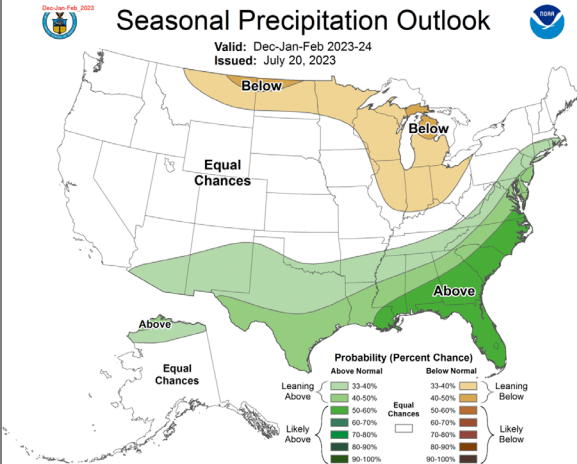 Dec-Jan-Feb_2023
Seasonal Precipitation Outlook
NOAA
Valid: Dec-Jan-Feb 2023-24
Issued: July 20, 2023
Below
Below
Equal
Chances
Above
Above
Equal
Chances
Probability (Percent Chance)
Above Normal
Below Normal
Leaning
Above
33-40%
40-50%
Likely
Above
50-60%
60-70%
70-80%
80-90%
90-100%
Equal
Chances
33-40%
40-50%
Leaning
Below
50-60%
60-70%
70-80%
80-90%
90-100%
Likely
Below